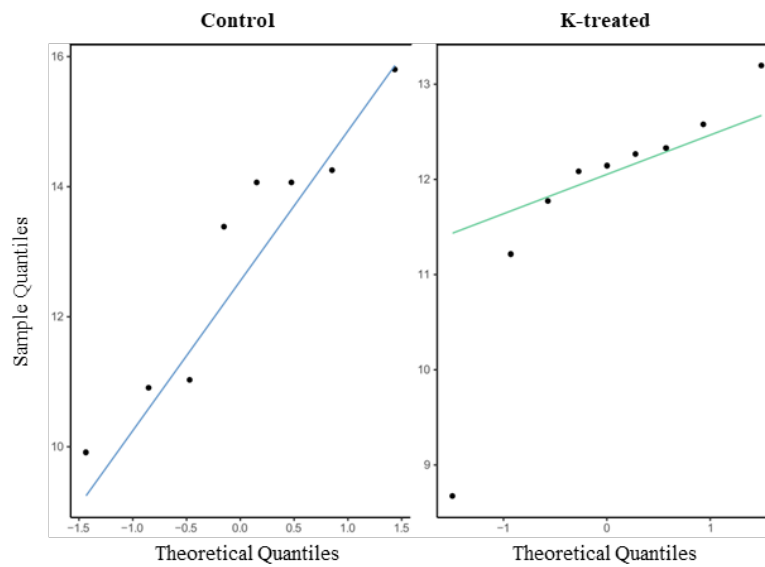 Control
K-treated
Sample Quantiles
16
14
12
10
−1.5 −1.0 −0.5 0.0 0.5 1.0 1.5
Theoretical Quantiles
13
12
11
10
9
−1 0 1
Theoretical Quantiles